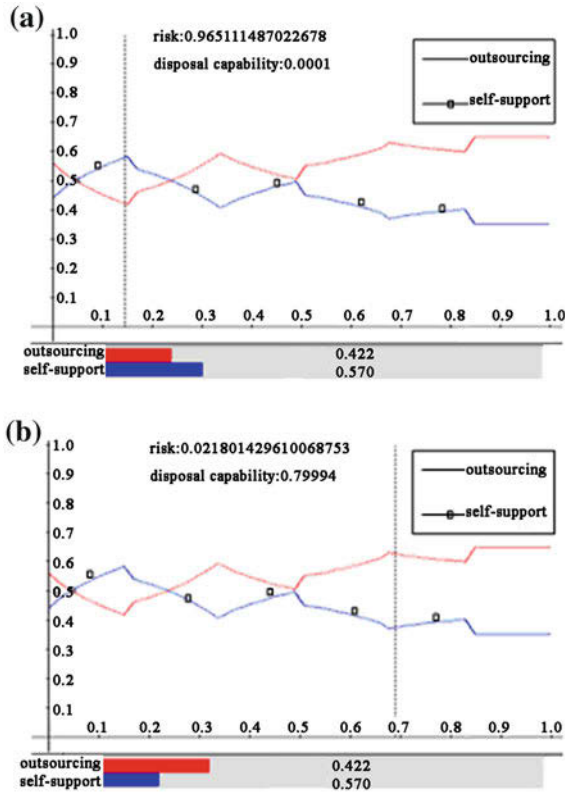 (a)
1.0
risk:0.965111487022678
0.9
disposal capability:0.0001
outsourcing
0.8
0.7
self-support
0.6
0.5
0.4
0.3
0.2
0.1
0.1 0.2 0.3 0.4 0.5 0.6 0.7 0.8 0.9 1.0
outsourcing 0.422
self-support 0.570
(b)
1.0
risk:0.021801429610068753
0.9
disposal capability:0.79994
outsourcing
0.8
0.7
self-support
0.6
0.5
0.4
0.3
0.2
0.1
0.1 0.2 0.3 0.4 0.5 0.6 0.7 0.8 0.9 1.0
outsourcing 0.422
self-support 0.570